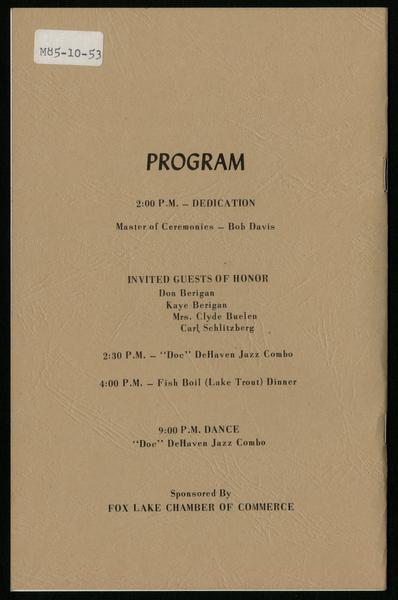 M85-10-53
PROGRAM
2:00 P.M. — DEDICATION
Master of Ceremonies — Bob Davis
INVITED GUESTS OF HONOR
Don Berigan
Kaye Berigan
Mrs. Clyde Buelen
Carl Schlitzberg
2:30 P.M. — "Doc" DeHaven Jazz Combo
4:00 P.M. — Fish Boil (Lake Trout) Dinner
9:00 P.M. DANCE
"Doc" DeHaven Jazz Combo
Sponsored By
FOX LAKE CHAMBER OF COMMERCE